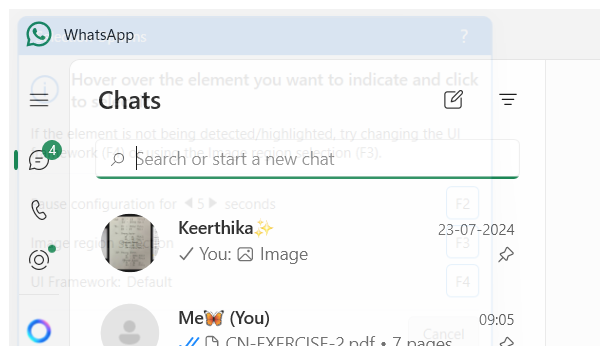 WhatsApp
?
Hover over the element you want to indicate and click
Chats
If the element is not being detected/highlighted, try changing the UI
(F4) or using the Image region selection (F3).
4
Search or start a new chat
configuration for 5 seconds
F2
Keerthika✨
23-07-2024
You: Image
Image region selection
F3
UI Framework: Default
F4
Me🦋 (You)
09:05
Cancel
CN-EXERCISE-2.pdf • 7 pages